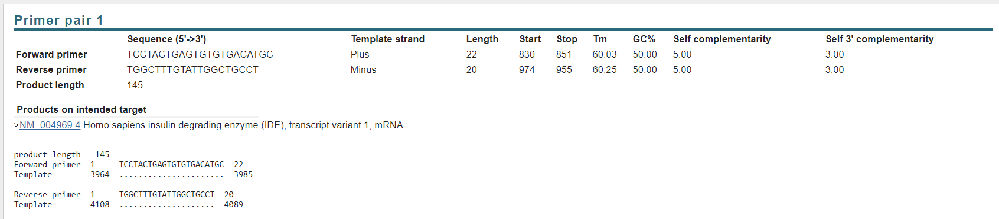 Primer pair 1
Sequence (5'->3') Template strand Length Start Stop Tm GC% Self complementarity Self 3' complementarity
Forward primer TCCTACTGAGTGTGTGACATGC Plus 22 830 851 60.03 50.00 5.00 3.00
Reverse primer TGGCTTTGTATTGGCTGCCT Minus 20 974 955 60.25 50.00 5.00 3.00
Product length 145
Products on intended target
>NM_004969.4 Homo sapiens insulin degrading enzyme (IDE), transcript variant 1, mRNA
product length = 145
Forward primer 1 TCCTACTGAGTGTGTGACATGC 22
Template 3964 ...................... 3985
Reverse primer 1 TGGCTTTGTATTGGCTGCCT 20
Template 4108 .................... 4089